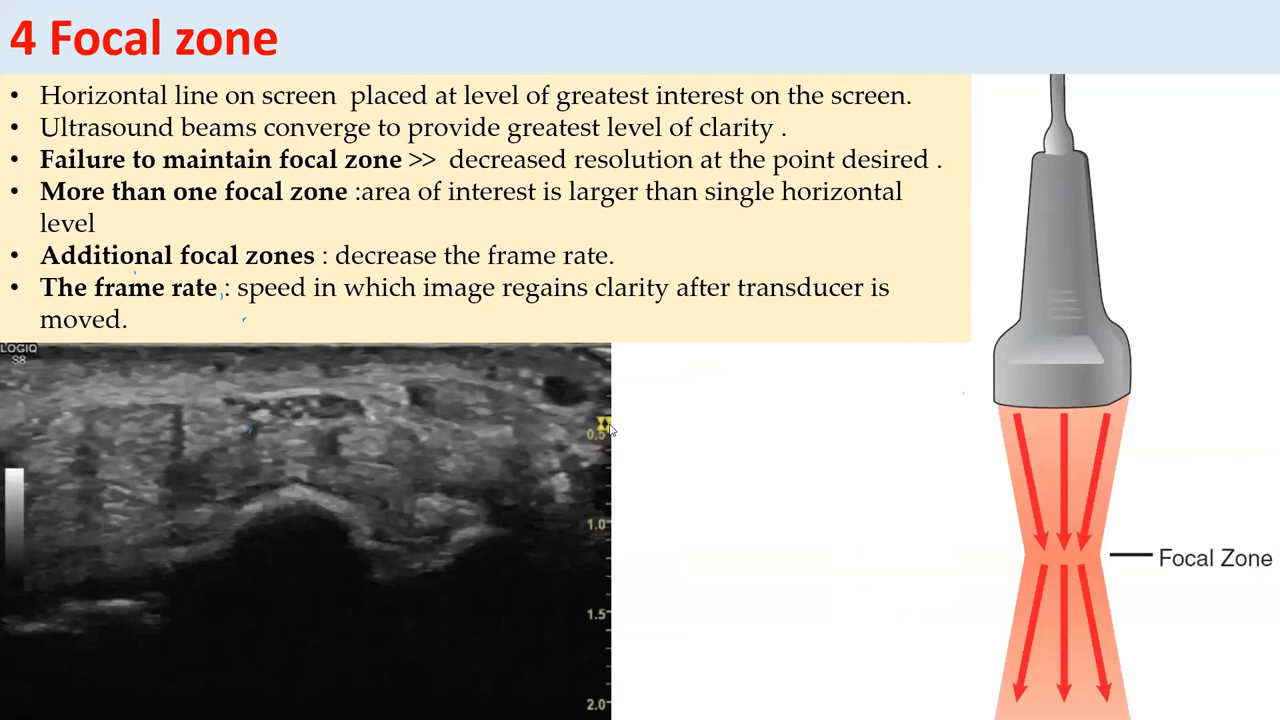 4 Focal zone
• Horizontal line on screen placed at level of greatest interest on the screen.
• Ultrasound beams converge to provide greatest level of clarity .
• Failure to maintain focal zone >> decreased resolution at the point desired .
• More than one focal zone :area of interest is larger than single horizontal
level
• Additional focal zones : decrease the frame rate.
• The frame rate : speed in which image regains clarity after transducer is
moved.
LOGIQ
S8
0.5
1.0
1.5
2.0
Focal Zone